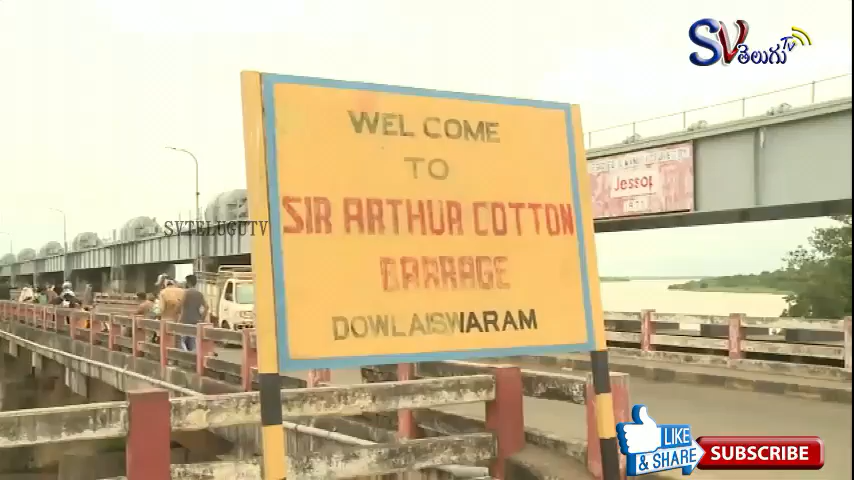 SV తెలుగు TV
WEL COME
TO
SIR ARTHUR COTTON
BARRAGE
DOWLAISWARAM
Jessop
SVTELUGUTV
LIKE
& SHARE
SUBSCRIBE